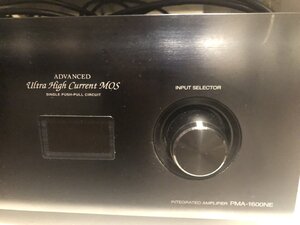 ADVANCED
Ultra High Current MOS
SINGLE PUSH-PULL CIRCUIT
INPUT SELECTOR
INTEGRATED AMPLIFIER PMA-1600NE